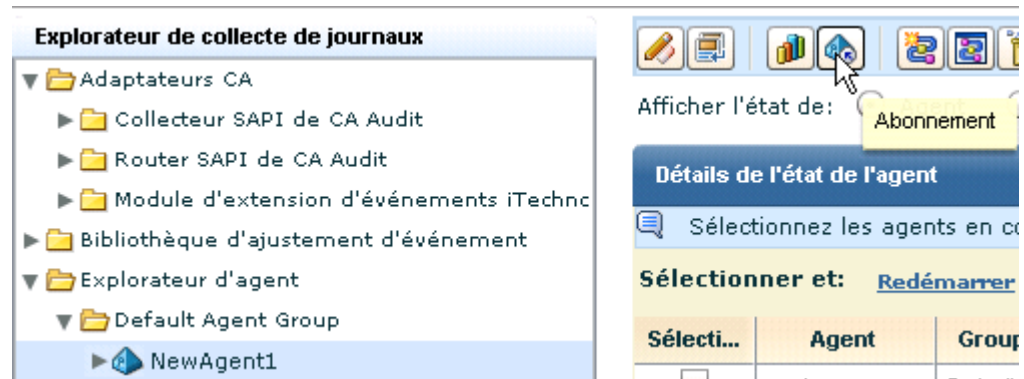 Explorateur de collecte de journaux
Adaptateurs CA
Collecteur SAPI de CA Audit
Router SAPI de CA Audit
Module d'extension d'événements iTechnc
Bibliothèque d'ajustement d'événement
Explorateur d'agent
Default Agent Group
NewAgent1
Afficher l'état de:
Abonnement
Détails de l'état de l'agent
Sélectionnez les agents en co
Sélectionner et: Redémarrer
Sélecti... Agent Group